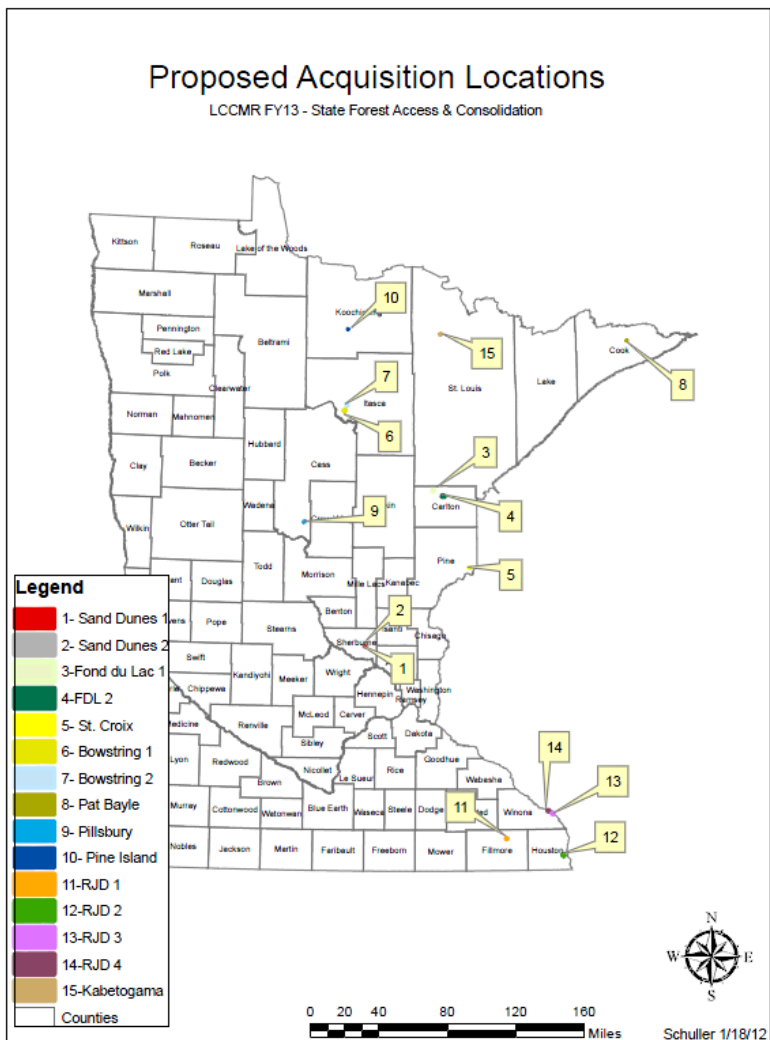 Proposed Acquisition Locations
LCCMR FY13 - State Forest Access & Consolidation
Kittson
Roseau
Lake of the Woods
Marshall
10
Pennington
Beltrami
Red Lake
15
Cook
Polk
7
8
Clearwater
St. Louis
Lake
Norman
Mahnomen
Itasca
6
Hubbard
3
Clay
Becker
Cass
Wadena
9
Carlton
4
Wilkin
Otter Tail
Pine
5
Todd
Morrison
Mille Lacs
Kanabec
Douglas
Benton
2
Pope
Stearns
Sherburne
Chisago
Swift
Wright
1
Kandiyohi
Meeker
Washington
Chippewa
Hennepin
Ramsey
McLeod
Carver
Renville
Scott
Dakota
14
Sibley
Lyon
Redwood
Nicollet
Le Sueur
Rice
Goodhue
13
Wabasha
Brown
11
Murray
Cottonwood
Watonwan
Blue Earth
Waseca
Steele
Dodge
Winona
12
Nobles
Jackson
Martin
Faribault
Freeborn
Mower
Fillmore
Houston
Legend
1- Sand Dunes 1
2- Sand Dunes 2
3-Fond du Lac 1
4-FDL 2
5- St. Croix
6- Bowstring 1
7- Bowstring 2
8- Pat Bayle
9- Pillsbury
10- Pine Island
11-RJD 1
12-RJD 2
13-RJD 3
14-RJD 4
15-Kabetogama
Counties
N
W
E
S
0 20 40 80 120 160
Miles
Schuller 1/18/12